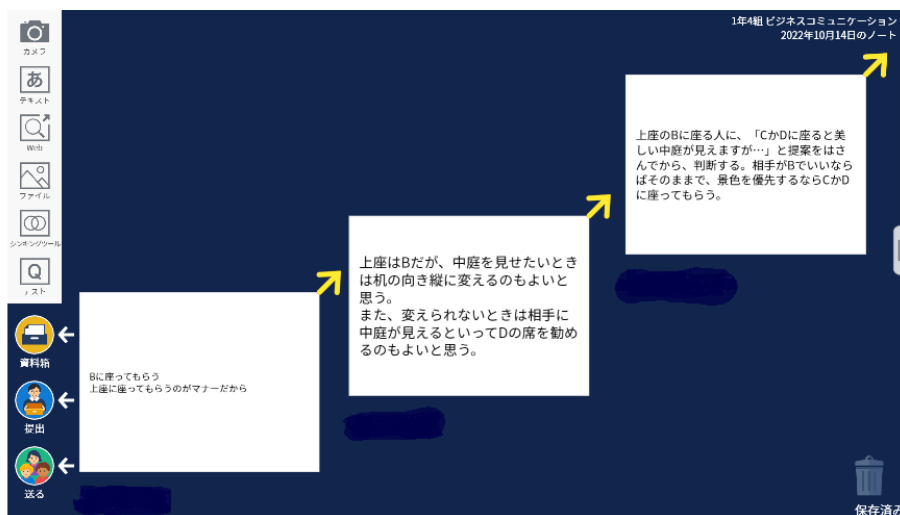 カメラ
テキスト
Web
ファイル
シンキングツール
テスト
資料箱
提出
送る
1年4組 ビジネスコミュニケーション
2022年10月14日のノート
Bに座ってもらう
上座に座ってもらうのがマナーだから
上座はBだが、中庭を見せたいとき
は机の向き縦に変えるのもよいと
思う。
また、変えられないときは相手に
中庭が見えるといってDの席を勧め
るのもよいと思う。
上座のBに座る人に、「CかDに座ると美
しい中庭が見えますが…」と提案をはさ
んでから、判断する。相手がBでいいなら
ばそのままで、景色を優先するならCかD
に座ってもらう。
保存済み